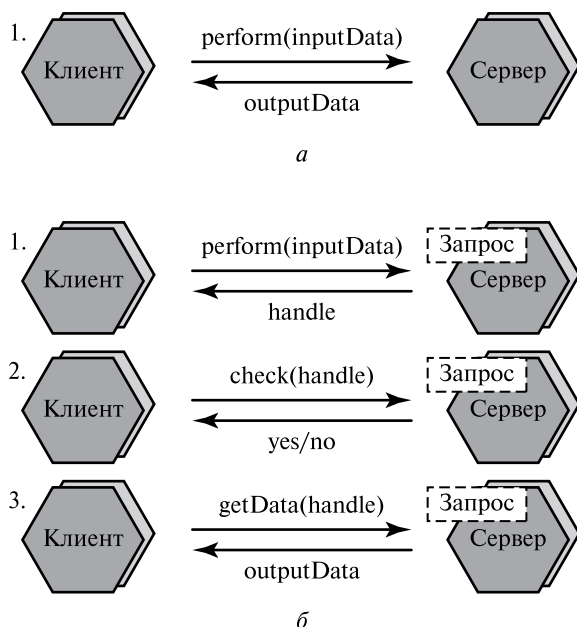 1.
Клиент
perform(inputData)
outputData
Сервер
а
1.
Клиент
perform(inputData)
handle
Запрос
Сервер
2.
Клиент
check(handle)
yes/no
Запрос
Сервер
3.
Клиент
getData(handle)
outputData
Запрос
Сервер
б